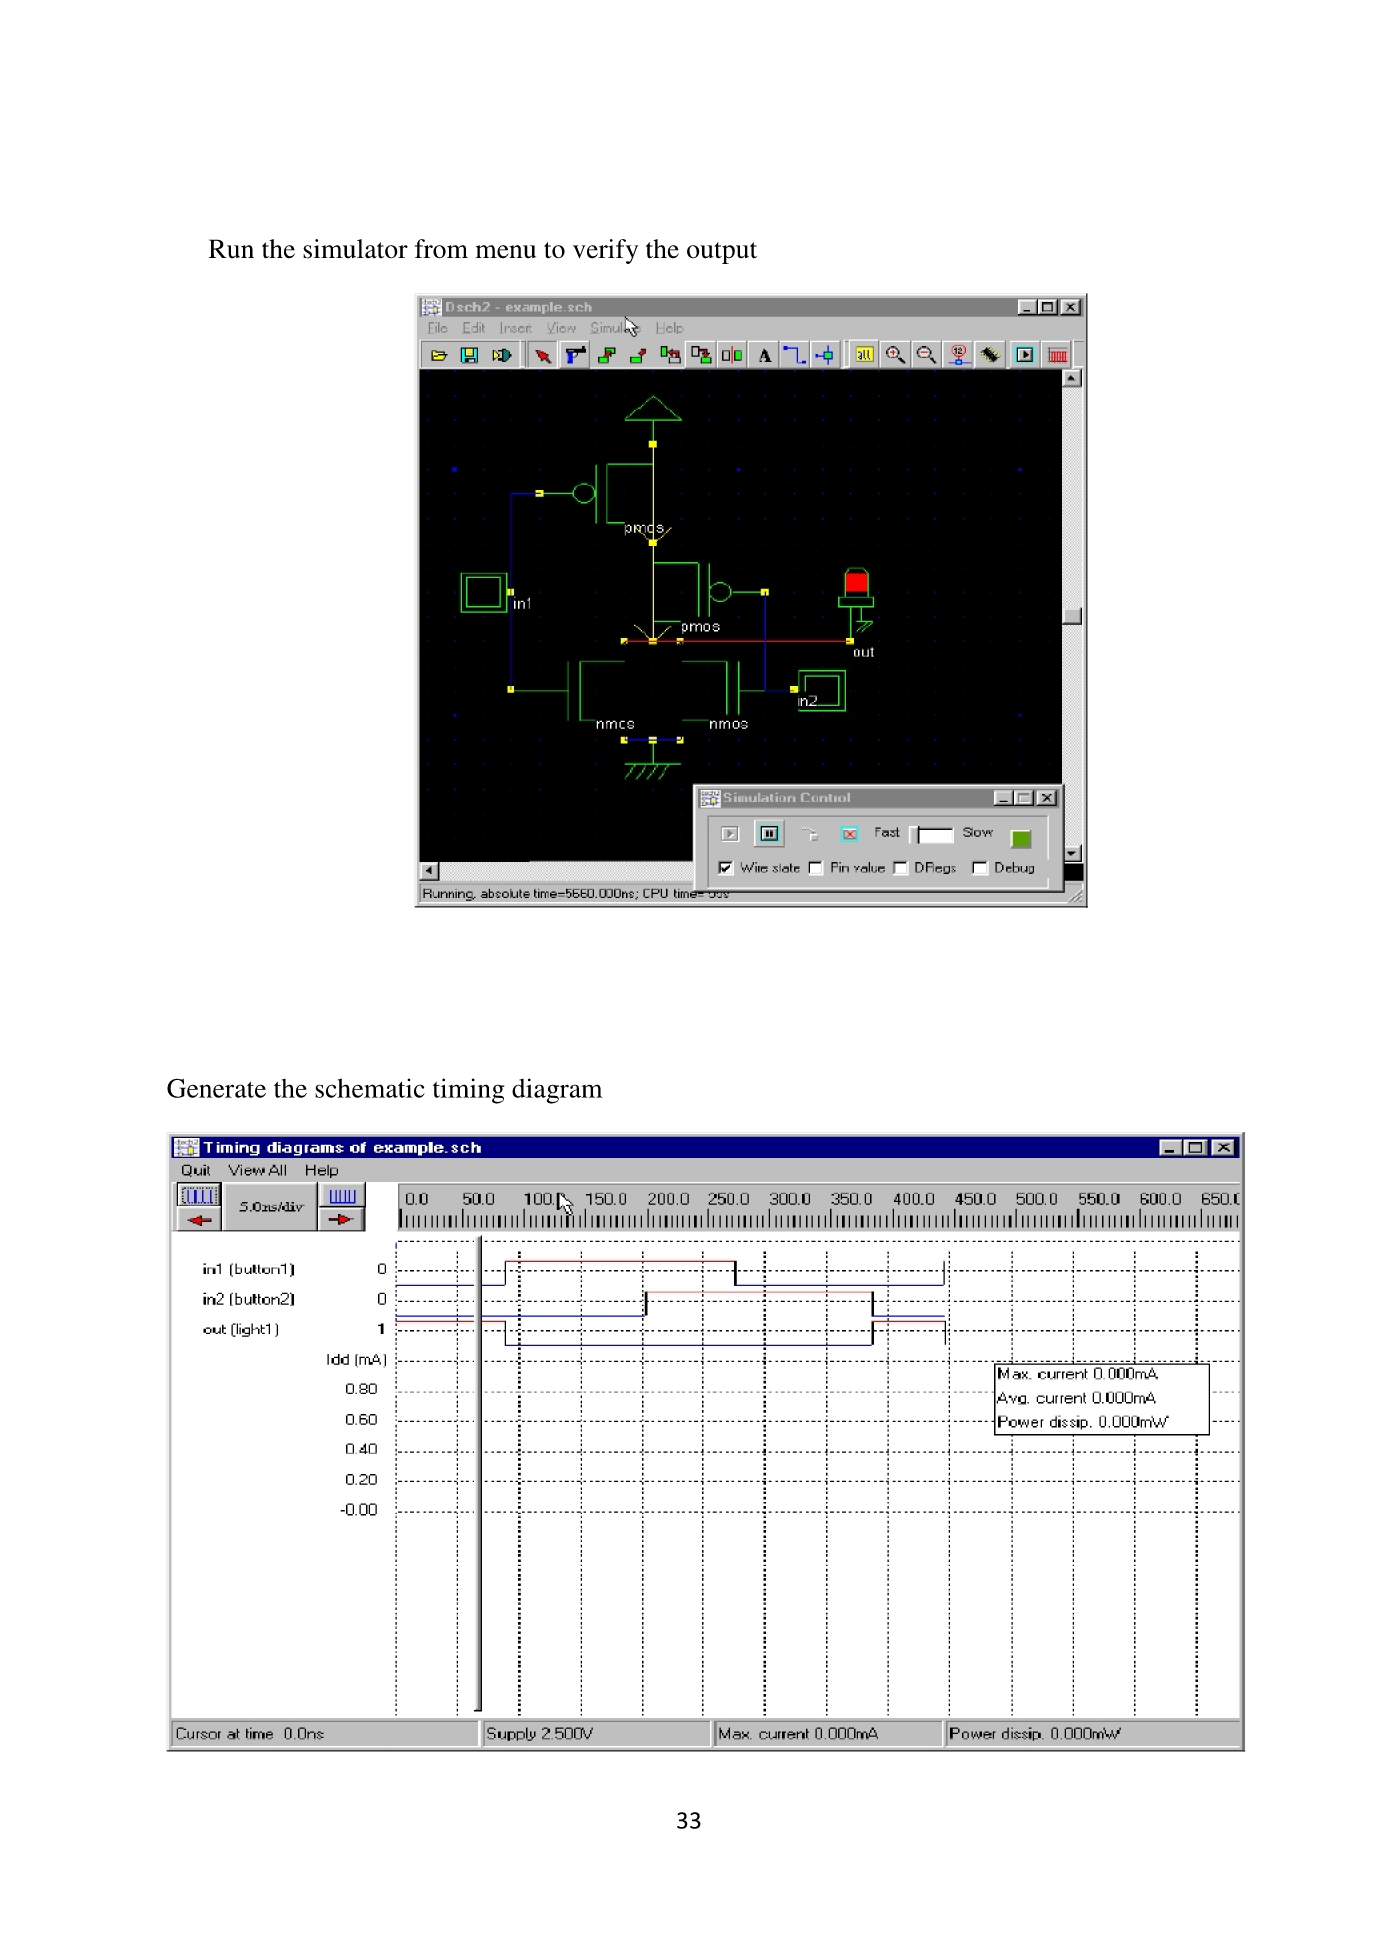 Run the simulator from menu to verify the output
Dsch2 - example.sch
File Edit Insert View Help
pmos
in1
pmos
out
in2
nmos nmos
Simulation Control
Fast Slow
Wire state Pin value DRegs Debug
Running, absolute time=5660.000ns; CPU time=
Generate the schematic timing diagram
Timing diagrams of example.sch
Quit View All Help
5.0ns/div
0.0 50.0 100. 150.0 200.0 250.0 300.0 350.0 400.0 450.0 500.0 550.0 600.0 650.0
in1 (button1) 0
in2 (button2) 0
out (light1) 1
Idd (mA)
Max. current 0.000mA
0.80
Avg. current 0.000mA
0.60
Power dissip. 0.000mW
0.40
0.20
-0.00
Cursor at time 0.0ns Supply 2.500V Max. current 0.000mA Power dissip. 0.000mW
33